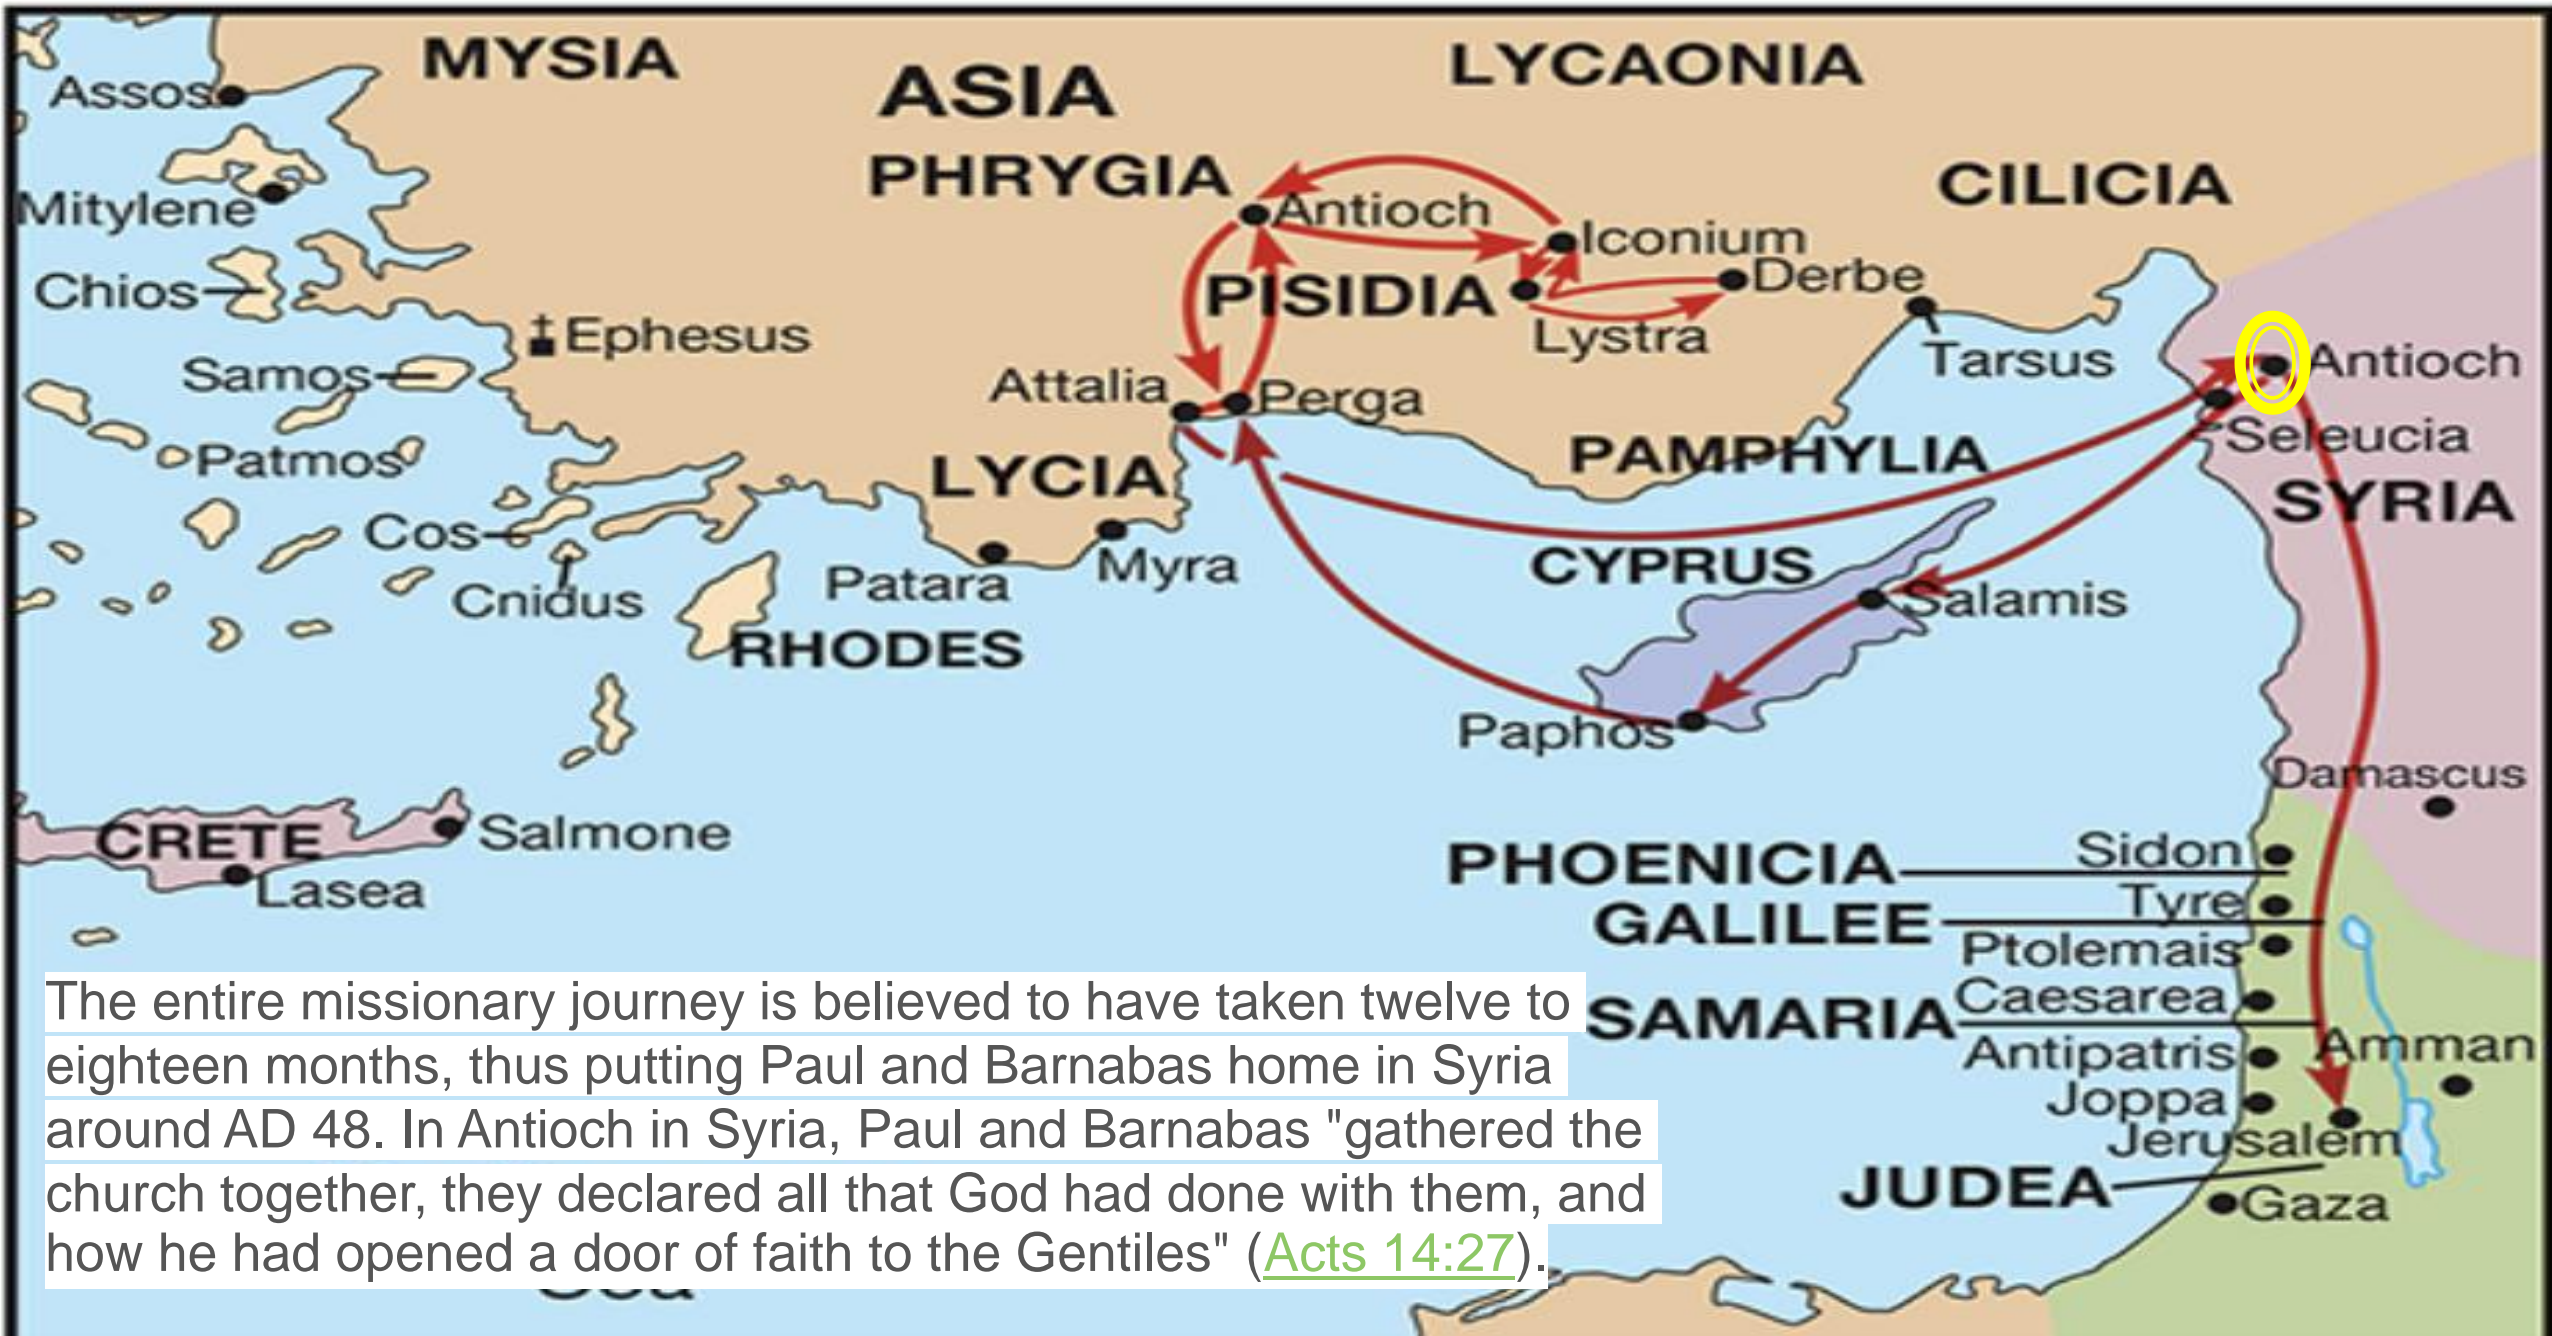 MYSIA
ASIA
LYCAONIA
Assos
PHRYGIA
CILICIA
Mitylene
Antioch
Iconium
Chios
PISIDIA
Derbe
Ephesus
Lystra
Samos
Tarsus
Antioch
Attalia
Perga
Patmos
Seleucia
LYCIA
PAMPHYLIA
SYRIA
Cos
Myra
CYPRUS
Cnidus
Patara
Salamis
RHODES
Paphos
Damascus
CRETE
Salmone
Lasea
PHOENICIA
Sidon
Tyre
GALILEE
Ptolemais
SAMARIA
Caesarea
Antipatris
Amman
Joppa
Jerusalem
JUDEA
Gaza
The entire missionary journey is believed to have taken twelve to
eighteen months, thus putting Paul and Barnabas home in Syria
around AD 48. In Antioch in Syria, Paul and Barnabas "gathered the
church together, they declared all that God had done with them, and
how he had opened a door of faith to the Gentiles" (Acts 14:27).